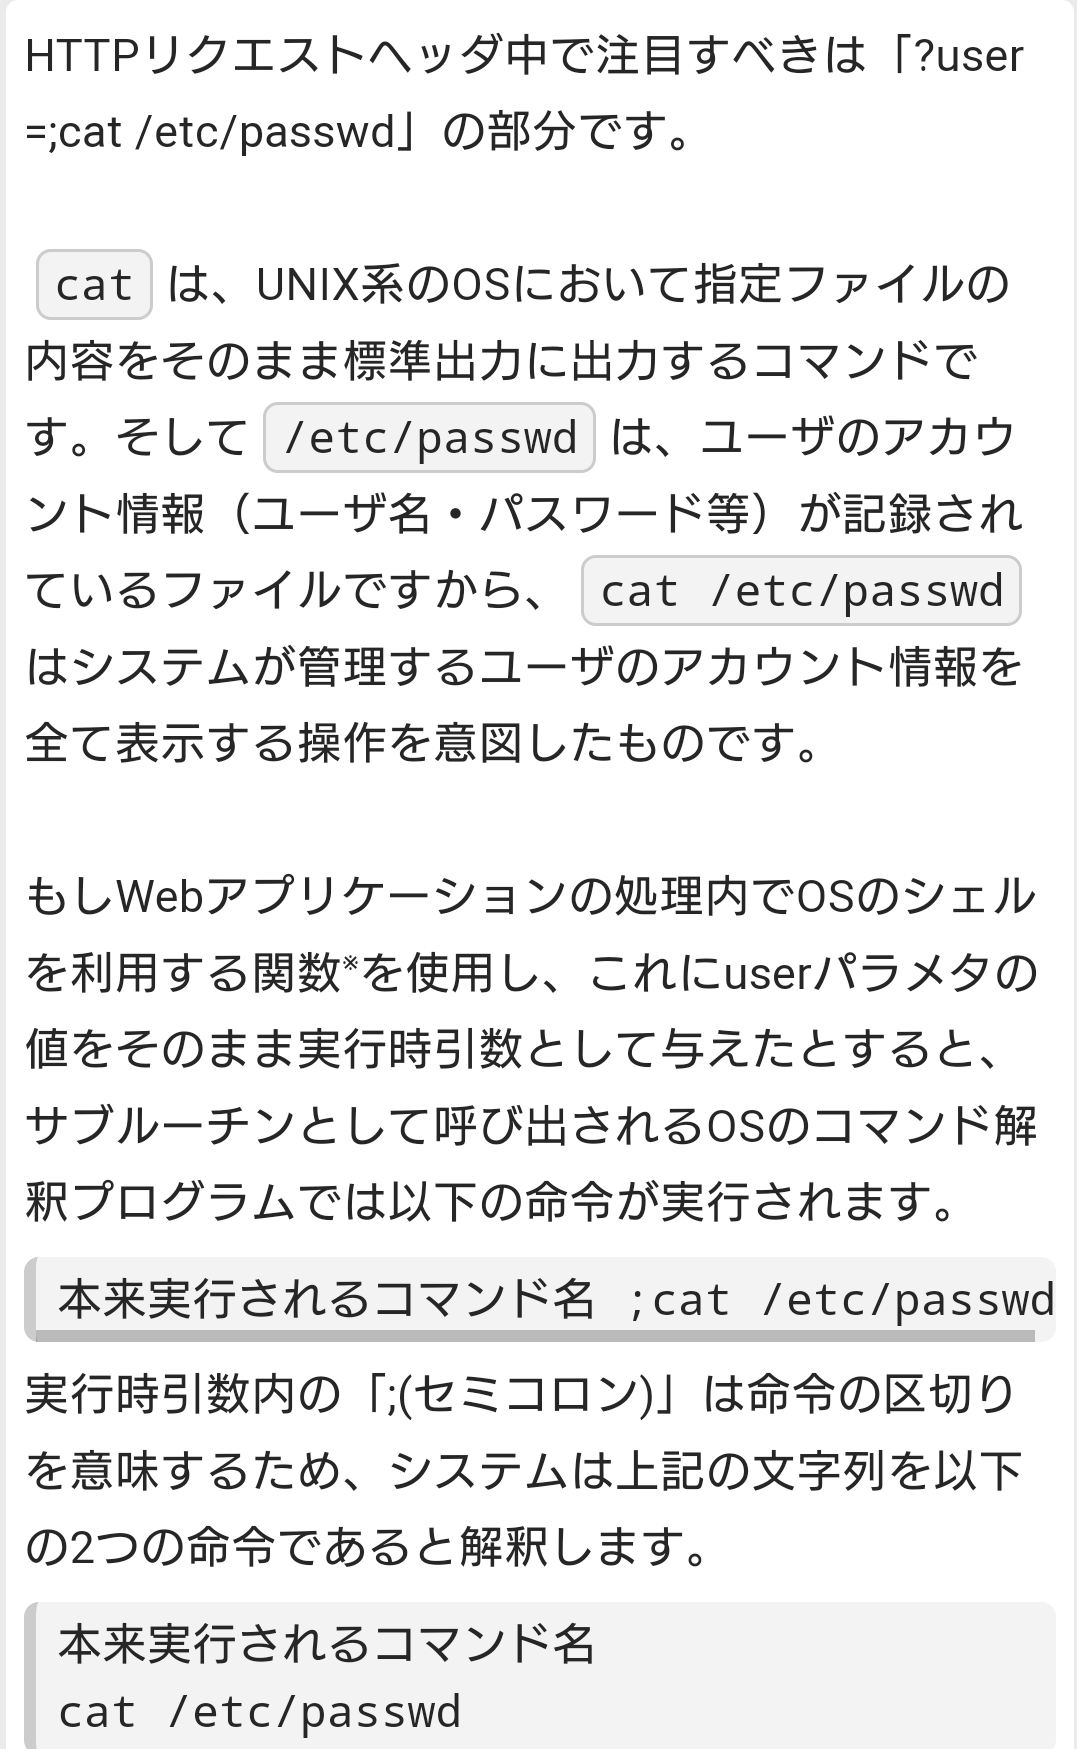 HTTPリクエストヘッダ中で注目すべきは「?user
=;cat /etc/passwd」の部分です。
cat は、UNIX系のOSにおいて指定ファイルの
内容をそのまま標準出力に出力するコマンドで
す。そして /etc/passwd は、ユーザのアカウ
ント情報（ユーザ名・パスワード等）が記録され
ているファイルですから、 cat /etc/passwd
はシステムが管理するユーザのアカウント情報を
全て表示する操作を意図したものです。
もしWebアプリケーションの処理内でOSのシェル
を利用する関数※を使用し、これにuserパラメタの
値をそのまま実行時引数として与えたとすると、
サブルーチンとして呼び出されるOSのコマンド解
釈プログラムでは以下の命令が実行されます。
本来実行されるコマンド名 ;cat /etc/passwd
実行時引数内の「;(セミコロン)」は命令の区切り
を意味するため、システムは上記の文字列を以下
の2つの命令であると解釈します。
本来実行されるコマンド名
cat /etc/passwd